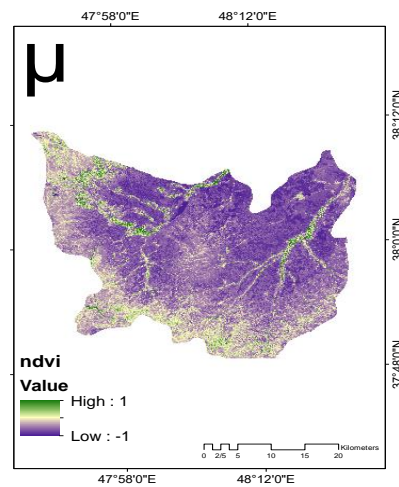 47°58'0"E 48°12'0"E
µ
38°12'0"N
38°0'0"N
37°48'0"N
ndvi
Value
High : 1
Low : -1
Kilometers
0 2.5 5 10 15 20
47°58'0"E 48°12'0"E